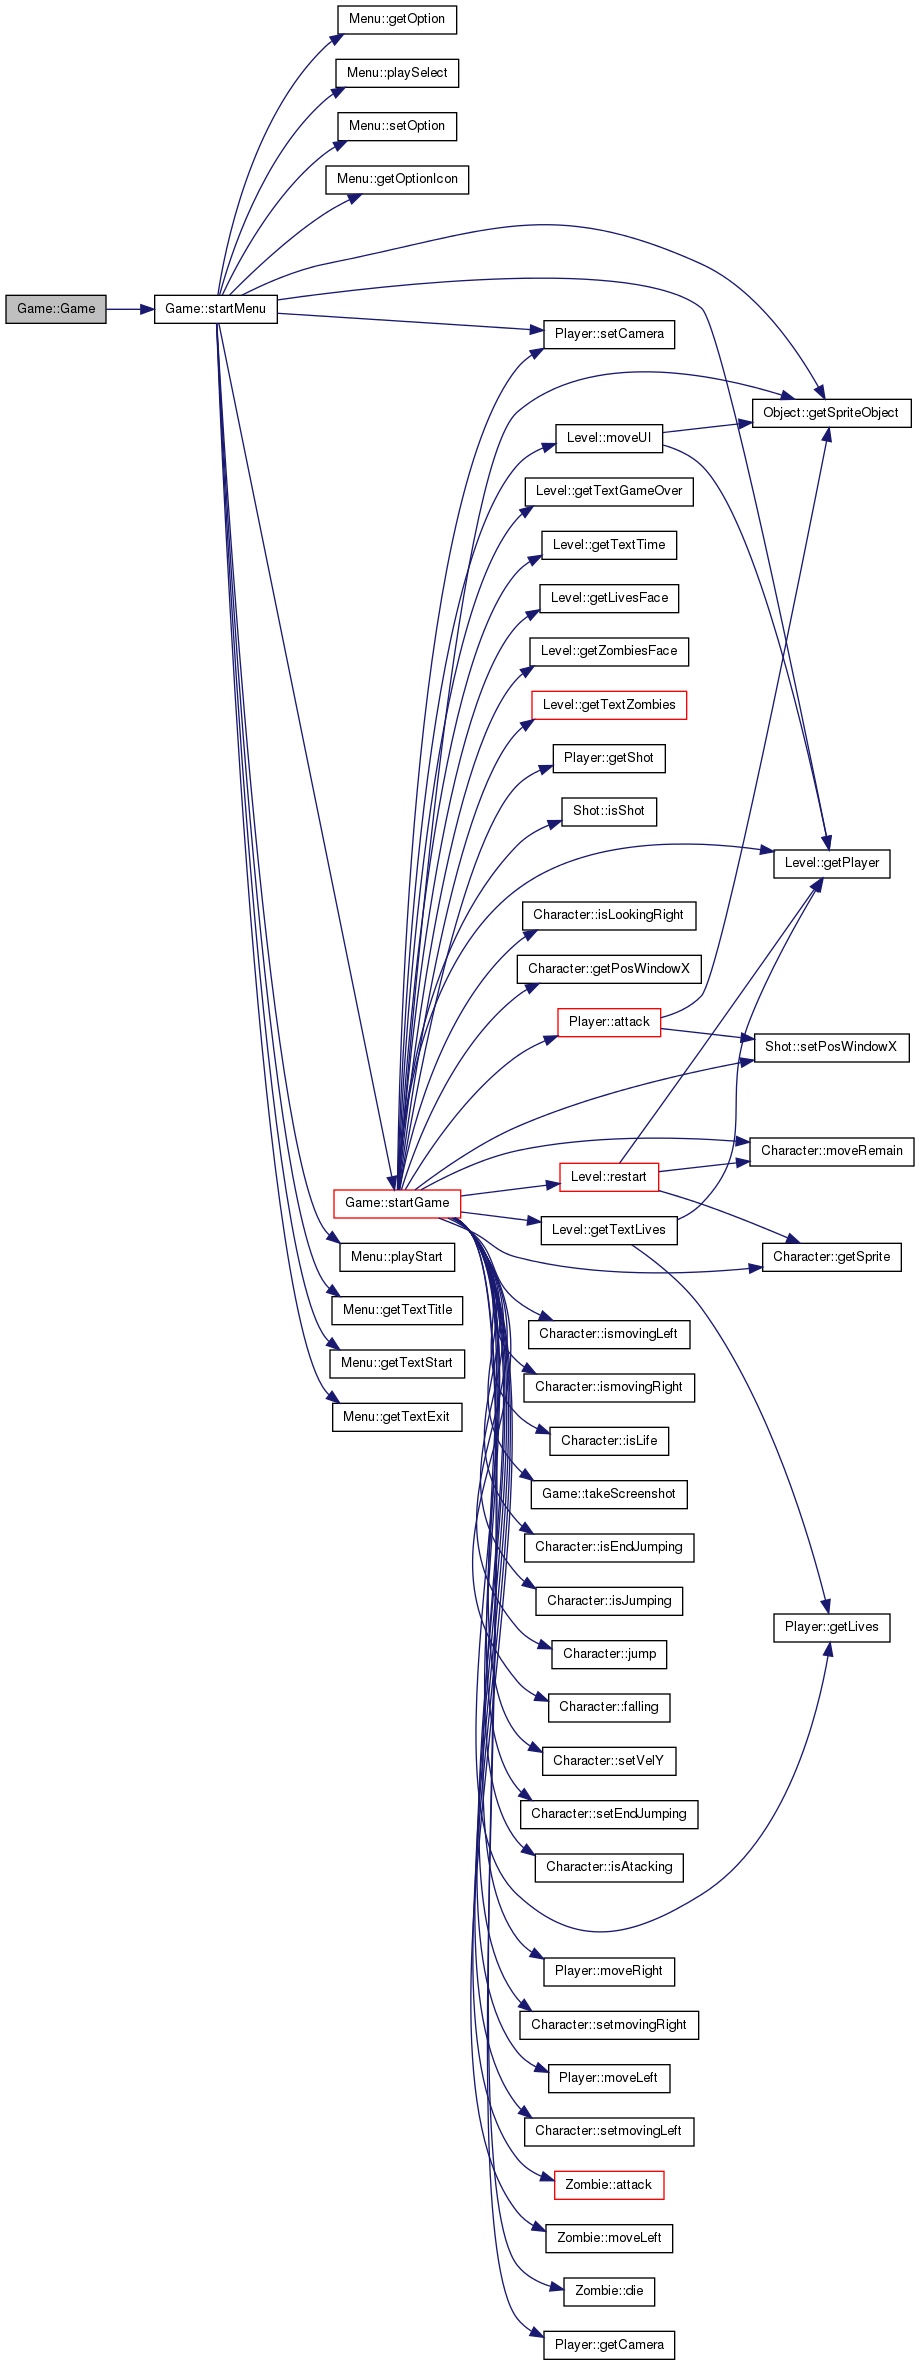 Menu::getOption
Menu::playSelect
Menu::setOption
Menu::getOptionIcon
Game::Game
Game::startMenu
Player::setCamera
Object::getSpriteObject
Level::moveUI
Level::getTextGameOver
Level::getTextTime
Level::getLivesFace
Level::getZombiesFace
Level::getTextZombies
Player::getShot
Shot::isShot
Level::getPlayer
Character::isLookingRight
Character::getPosWindowX
Player::attack
Shot::setPosWindowX
Character::moveRemain
Level::restart
Game::startGame
Level::getTextLives
Menu::playStart
Character::getSprite
Menu::getTextTitle
Character::ismovingLeft
Menu::getTextStart
Character::ismovingRight
Menu::getTextExit
Character::isLife
Game::takeScreenshot
Character::isEndJumping
Character::isJumping
Player::getLives
Character::jump
Character::falling
Character::setVelY
Character::setEndJumping
Character::isAtacking
Player::moveRight
Character::setmovingRight
Player::moveLeft
Character::setmovingLeft
Zombie::attack
Zombie::moveLeft
Zombie::die
Player::getCamera